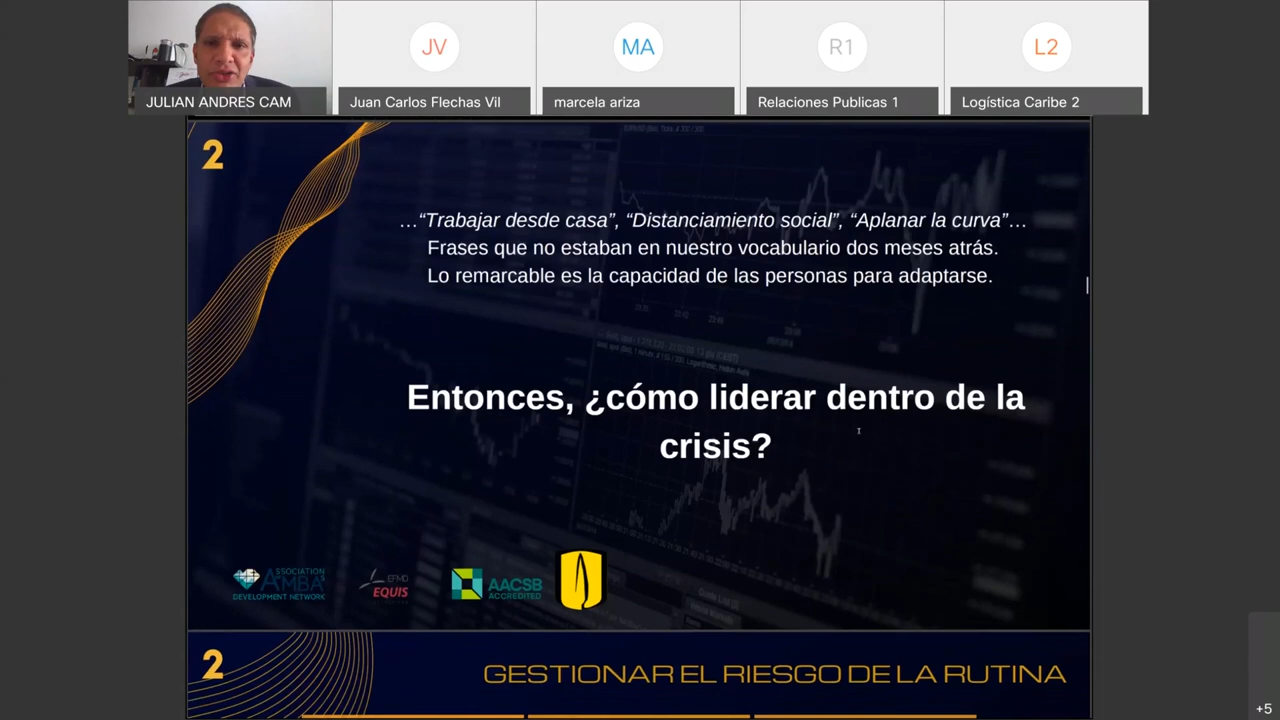 JV
MA
R1
L2
JULIAN ANDRES CAM
Juan Carlos Flechas Vil
marcela ariza
Relaciones Publicas 1
Logística Caribe 2
2
…“Trabajar desde casa”, “Distanciamiento social”, “Aplanar la curva”…
Frases que no estaban en nuestro vocabulario dos meses atrás.
Lo remarcable es la capacidad de las personas para adaptarse.
Entonces, ¿cómo liderar dentro de la
crisis?
ASSOCIATION
AMBA
DEVELOPMENT NETWORK
EFMD
EQUIS
AACSB
ACCREDITED
2
GESTIONAR EL RIESGO DE LA RUTINA
+5